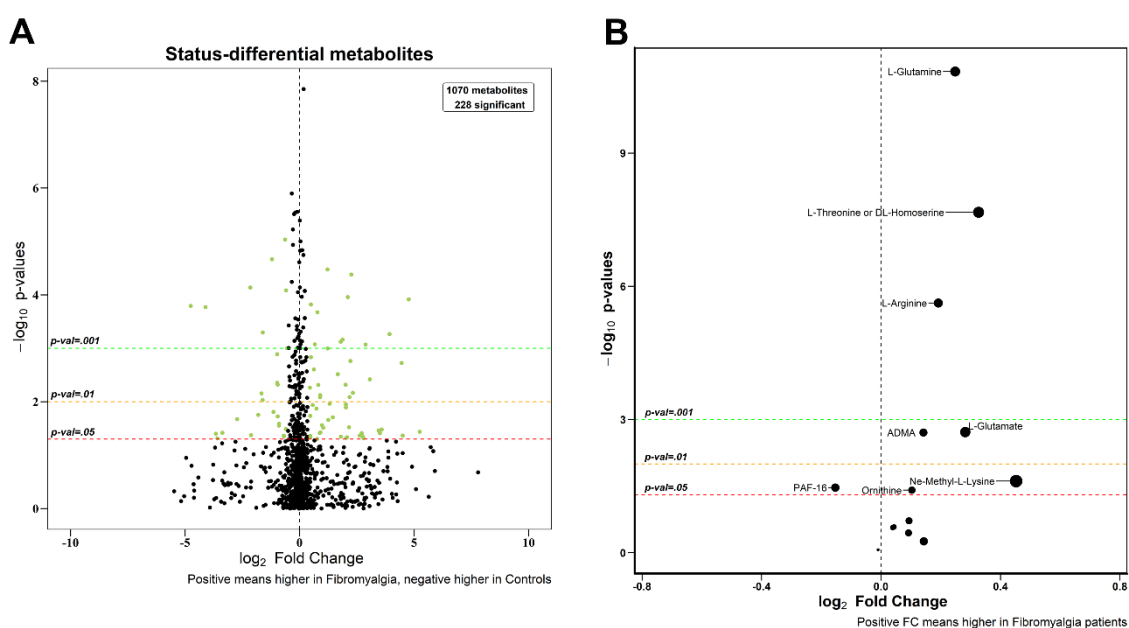 A
Status-differential metabolites
1070 metabolites
228 significant
8
6
4
2
0
−log10 p-values
p-val=.001
p-val=.01
p-val=.05
-10
-5
0
5
10
log2 Fold Change
Positive means higher in Fibromyalgia, negative higher in Controls
B
L-Glutamine
L-Threonine or DL-Homoserine
L-Arginine
L-Glutamate
ADMA
Ne-Methyl-L-Lysine
PAF-16
Ornithine
9
6
3
0
−log10 p-values
p-val=.001
p-val=.01
p-val=.05
-0.8
-0.4
0.0
0.4
0.8
log2 Fold Change
Positive FC means higher in Fibromyalgia patients